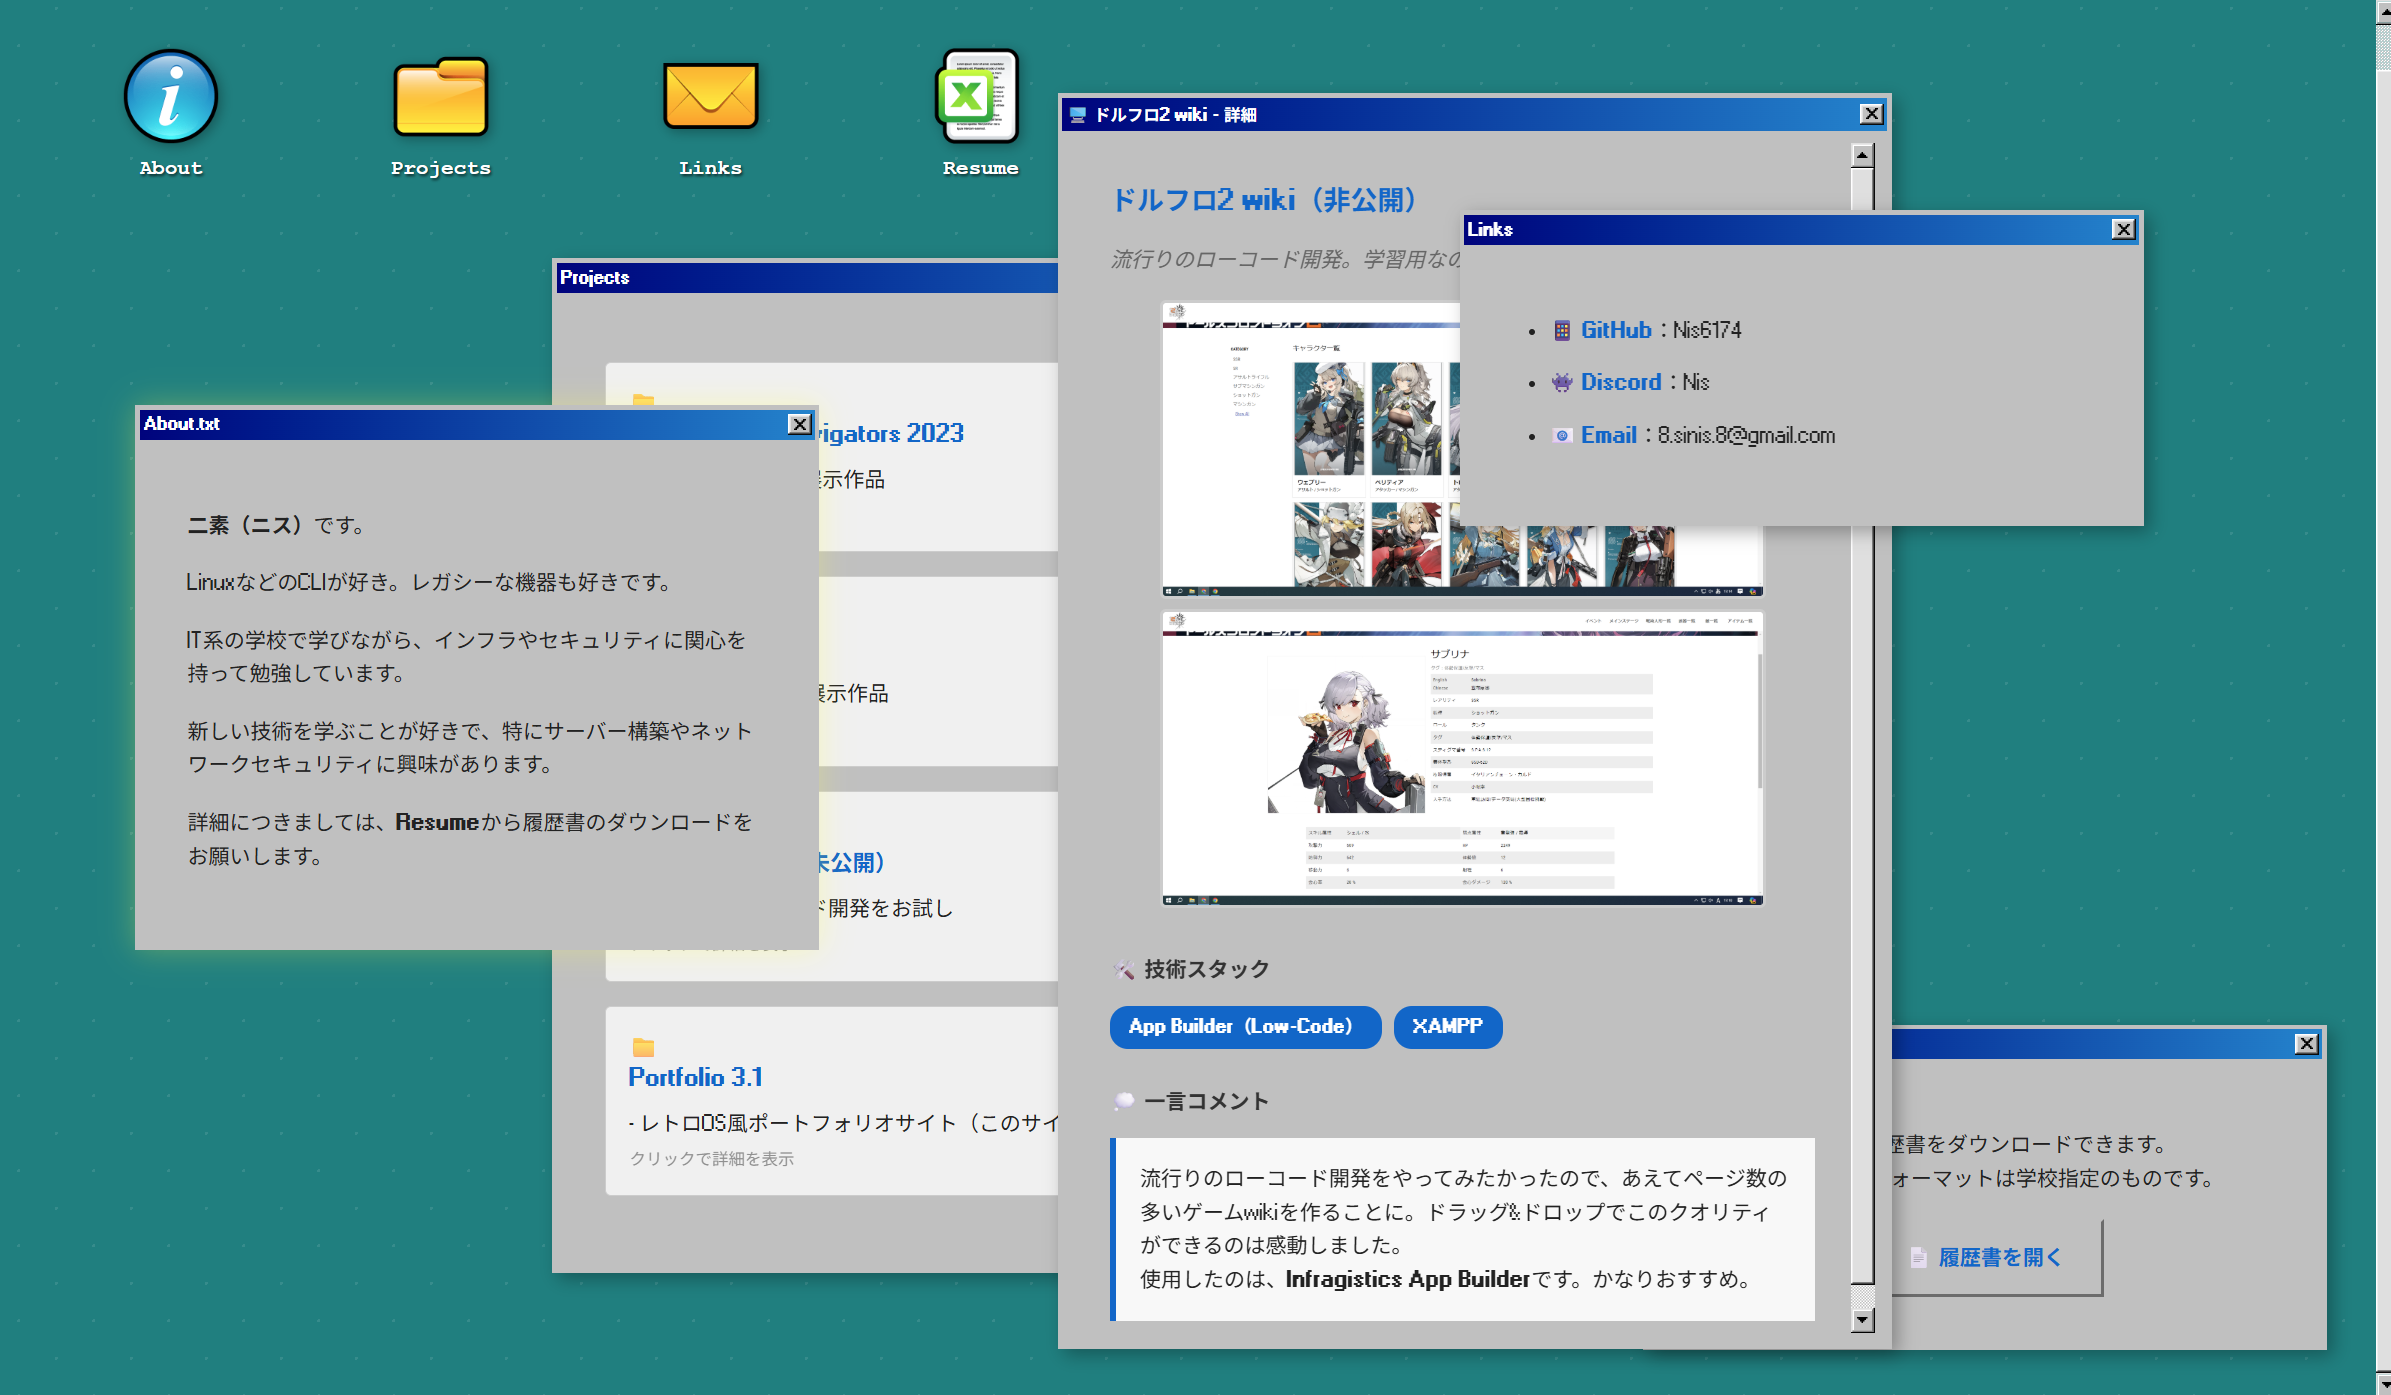 About
Projects
Links
Resume
ドルフロ2 wiki - 詳細
ドルフロ2 wiki（非公開）
流行りのローコード開発。学習用なの
キャラクター一覧
ウェブリー
ペリティア
サブリナ
技術スタック
App Builder（Low-Code）
XAMPP
一言コメント
流行りのローコード開発をやってみたかったので、あえてページ数の
多いゲームwikiを作ることに。ドラッグ&ドロップでこのクオリティ
ができるのは感動しました。
使用したのは、Infragistics App Builderです。かなりおすすめ。
Links
GitHub：Nis6174
Discord：Nis
Email：8.sinis.8@gmail.com
Projects
igators 2023
示作品
示作品
公開）
開発をお試し
Portfolio 3.1
- レトロOS風ポートフォリオサイト（このサイ
クリックで詳細を表示
About.txt
二素（ニス）です。
LinuxなどのCLIが好き。レガシーな機器も好きです。
IT系の学校で学びながら、インフラやセキュリティに関心を
持って勉強しています。
新しい技術を学ぶことが好きで、特にサーバー構築やネット
ワークセキュリティに興味があります。
詳細につきましては、Resumeから履歴書のダウンロードを
お願いします。
歴書をダウンロードできます。
ォーマットは学校指定のものです。
履歴書を開く